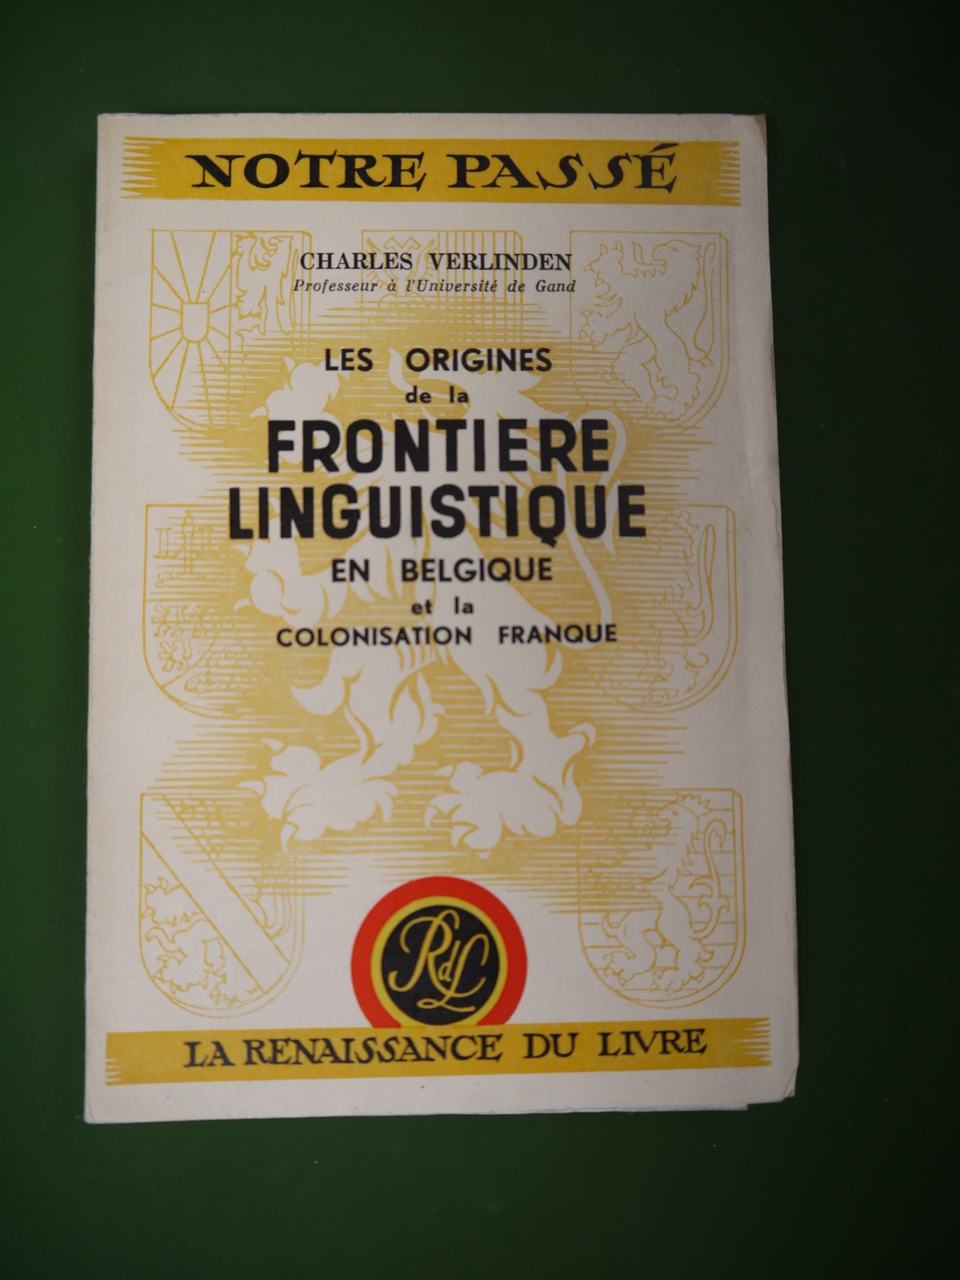 NOTRE PASSÉ
CHARLES VERLINDEN
Professeur à l'Université de Gand
LES ORIGINES
de la
FRONTIERE
LINGUISTIQUE
EN BELGIQUE
et la
COLONISATION FRANQUE
RdL
LA RENAISSANCE DU LIVRE